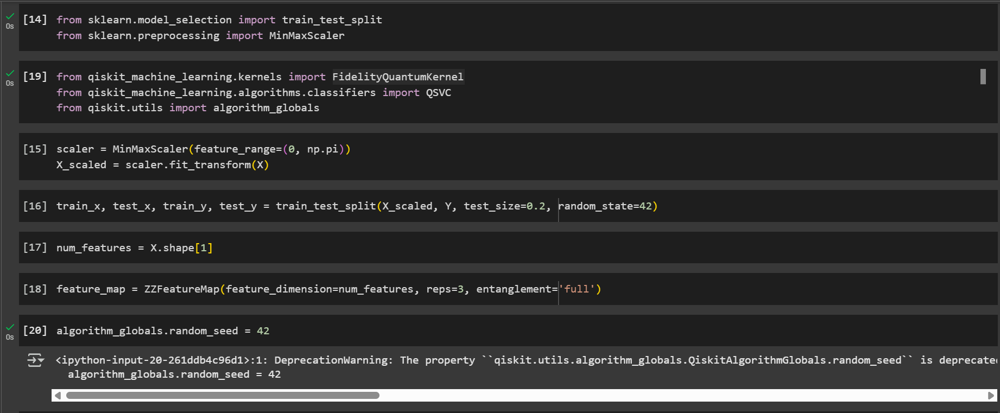 [14] from sklearn.model_selection import train_test_split
from sklearn.preprocessing import MinMaxScaler
0s
[19] from qiskit_machine_learning.kernels import FidelityQuantumKernel
from qiskit_machine_learning.algorithms.classifiers import QSVC
from qiskit.utils import algorithm_globals
0s
[15] scaler = MinMaxScaler(feature_range=(0, np.pi))
X_scaled = scaler.fit_transform(X)
[16] train_x, test_x, train_y, test_y = train_test_split(X_scaled, Y, test_size=0.2, random_state=42)
[17] num_features = X.shape[1]
[18] feature_map = ZZFeatureMap(feature_dimension=num_features, reps=3, entanglement='full')
[20] algorithm_globals.random_seed = 42
0s
<ipython-input-20-261ddb4c96d1>:1: DeprecationWarning: The property ``qiskit.utils.algorithm_globals.QiskitAlgorithmGlobals.random_seed`` is deprecated
algorithm_globals.random_seed = 42